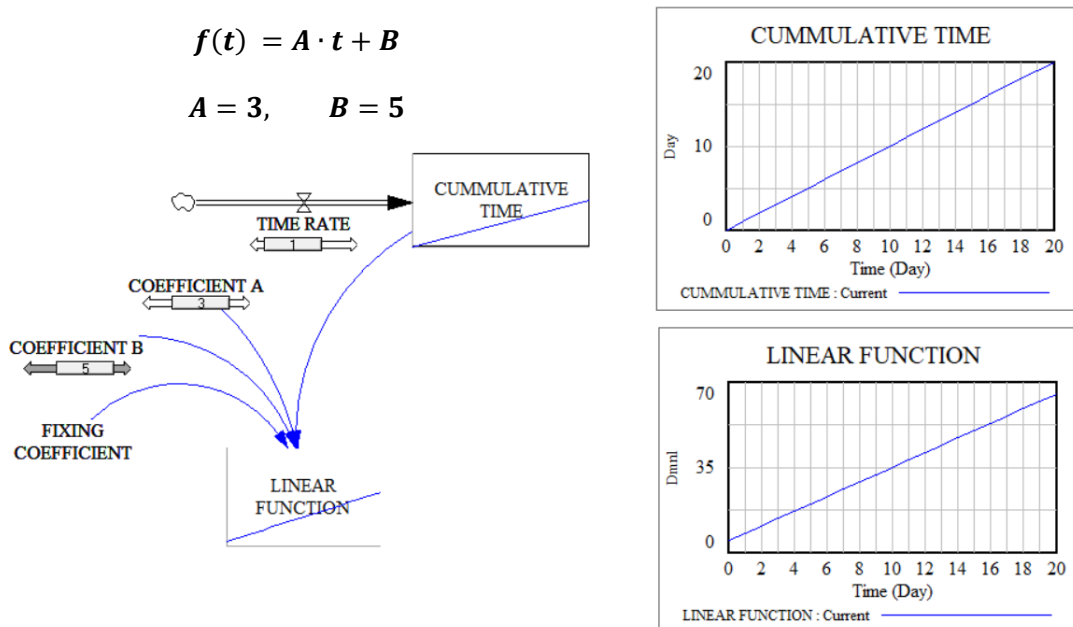 f(t) = A · t + B
A = 3, B = 5
CUMMULATIVE
TIME
TIME RATE
1
COEFFICIENT A
3
COEFFICIENT B
5
FIXING
COEFFICIENT
LINEAR
FUNCTION
CUMMULATIVE TIME
20
10
0
Day
0 2 4 6 8 10 12 14 16 18 20
Time (Day)
CUMMULATIVE TIME : Current
LINEAR FUNCTION
70
35
0
Dmnl
0 2 4 6 8 10 12 14 16 18 20
Time (Day)
LINEAR FUNCTION : Current